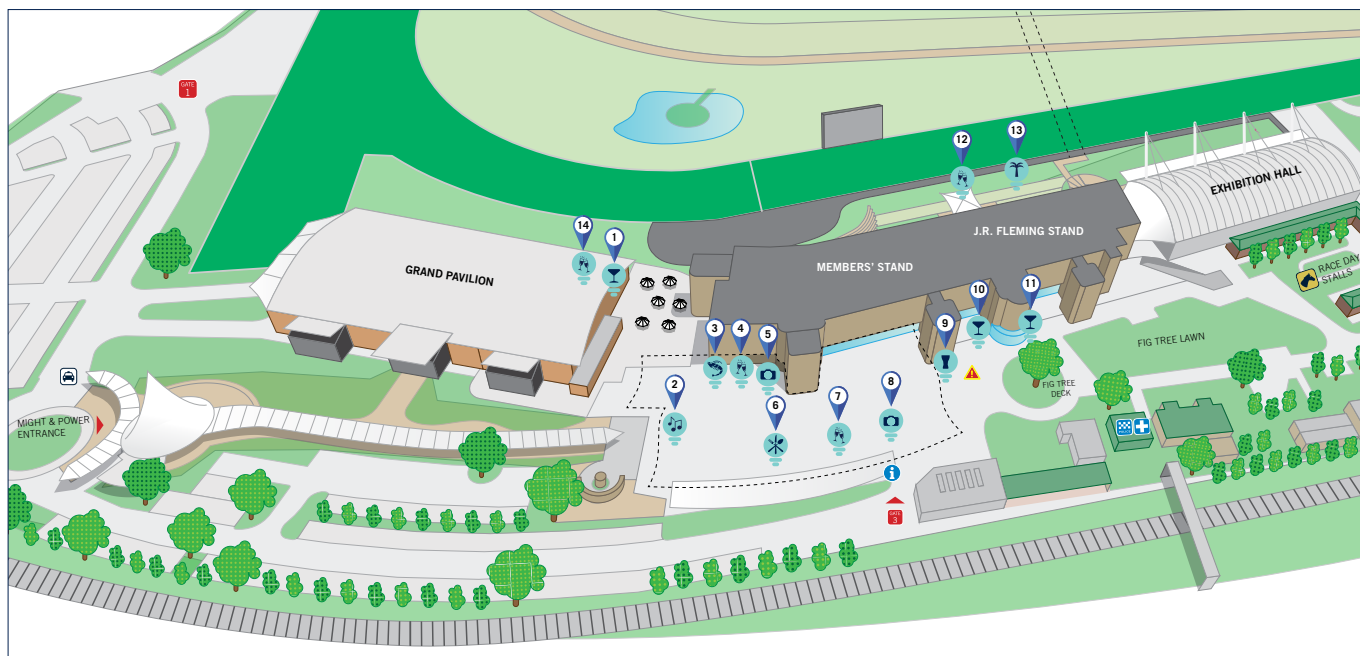 GATE
1
12
13
EXHIBITION HALL
14
1
GRAND PAVILION
J.R. FLEMING STAND
MEMBERS' STAND
RACE DAY
STALLS
10
11
9
3
4
5
FIG TREE LAWN
2
6
7
8
FIG TREE
DECK
MIGHT & POWER
ENTRANCE
i
GATE
3